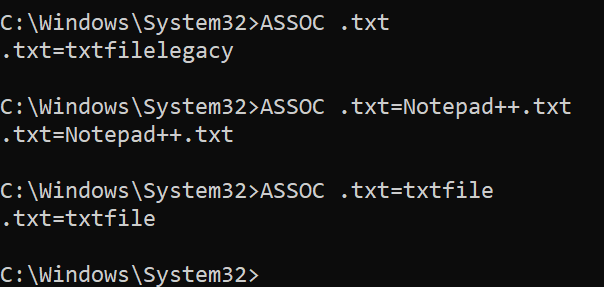 C:\Windows\System32>ASSOC .txt
.txt=txtfilelegacy
C:\Windows\System32>ASSOC .txt=Notepad++.txt
.txt=Notepad++.txt
C:\Windows\System32>ASSOC .txt=txtfile
.txt=txtfile
C:\Windows\System32>